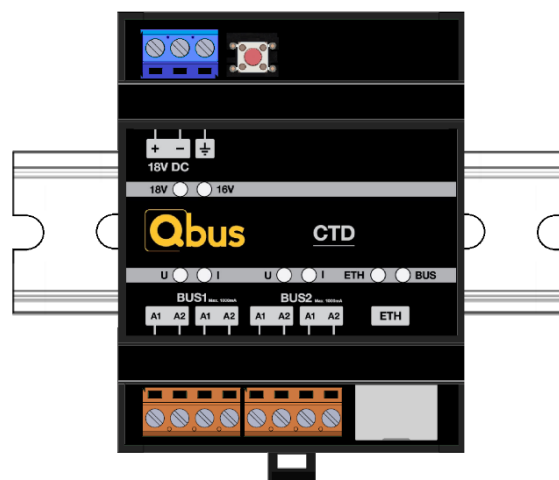 + −
18V DC
18V 16V
Qbus CTD
U I U I ETH BUS
BUS1 Max. 1000mA BUS2 Max. 1000mA
A1 A2 A1 A2 A1 A2 A1 A2 ETH